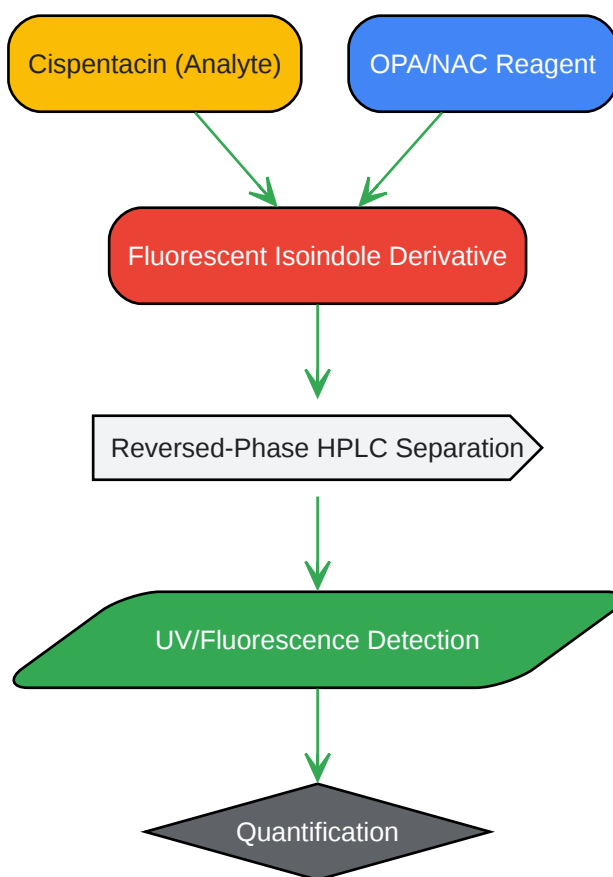 Cispentacin (Analyte)
OPA/NAC Reagent
Fluorescent Isoindole Derivative
Reversed-Phase HPLC Separation
UV/Fluorescence Detection
Quantification